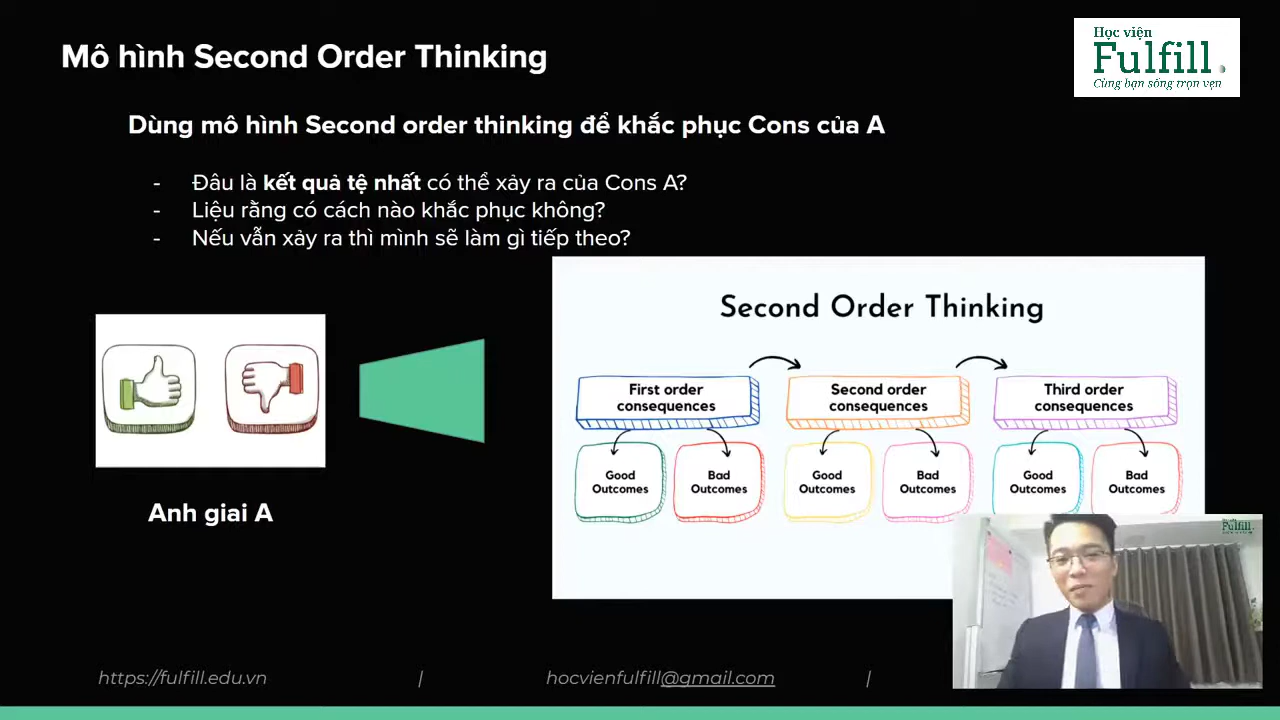 Mô hình Second Order Thinking
Học viện
Fulfill.
Cùng bạn sống trọn vẹn
Dùng mô hình Second order thinking để khắc phục Cons của A
- Đâu là kết quả tệ nhất có thể xảy ra của Cons A?
- Liệu rằng có cách nào khắc phục không?
- Nếu vẫn xảy ra thì mình sẽ làm gì tiếp theo?
Second Order Thinking
First order
consequences
Second order
consequences
Third order
consequences
Good
Outcomes
Bad
Outcomes
Good
Outcomes
Bad
Outcomes
Good
Outcomes
Bad
Outcomes
Anh giai A
Fulfill.
https://fulfill.edu.vn | hocvienfulfill@gmail.com |